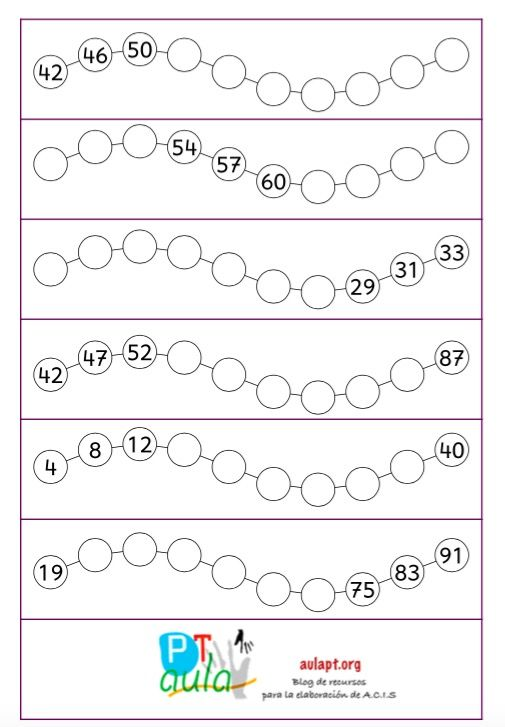 42 46 50
54 57 60
29 31 33
42 47 52 87
4 8 12 40
19 75 83 91
PT aula
aulapt.org
Blog de recursos
para la elaboración de A.C.I.S